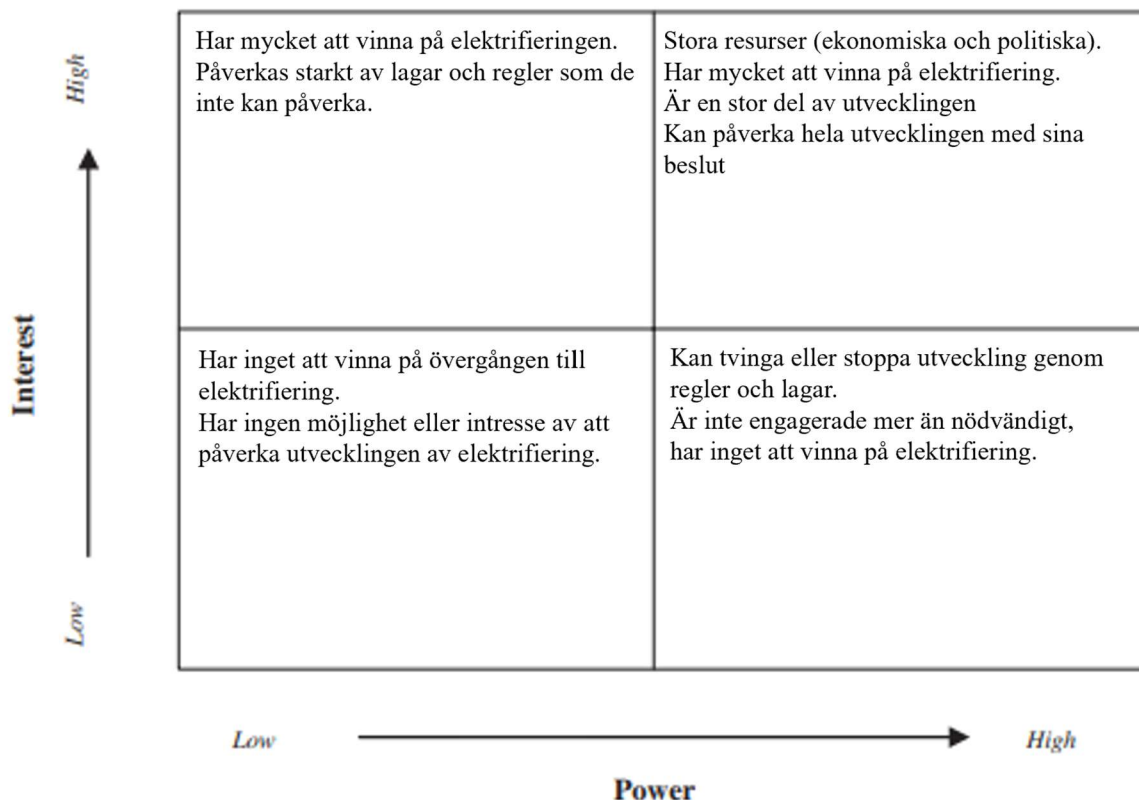 High
Har mycket att vinna på elektrifieringen.
Påverkas starkt av lagar och regler som de
inte kan påverka.
Stora resurser (ekonomiska och politiska).
Har mycket att vinna på elektrifiering.
Är en stor del av utvecklingen
Kan påverka hela utvecklingen med sina
beslut
Interest
Har inget att vinna på övergången till
elektrifiering.
Har ingen möjlighet eller intresse av att
påverka utvecklingen av elektrifiering.
Kan tvinga eller stoppa utveckling genom
regler och lagar.
Är inte engagerade mer än nödvändigt,
har inget att vinna på elektrifiering.
Low
Low
High
Power